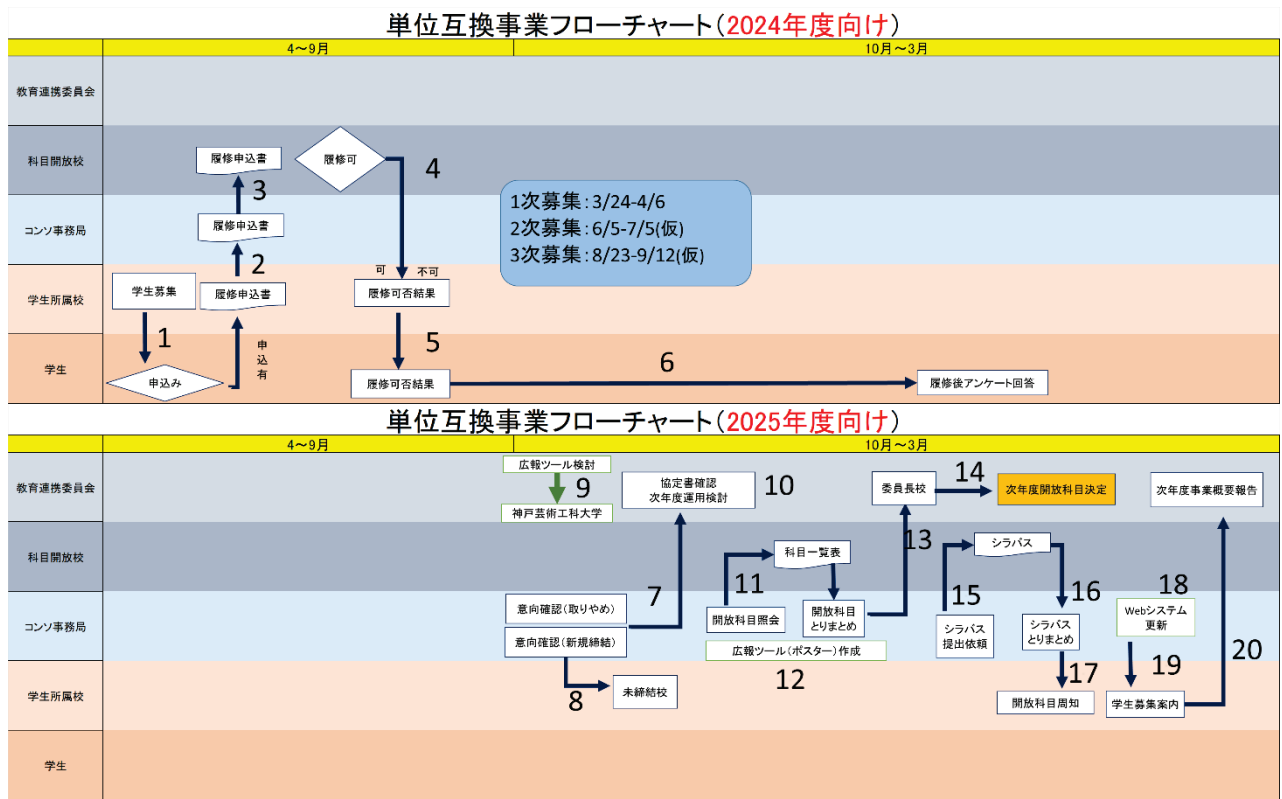 単位互換事業フローチャート（2024年度向け）
4～9月
10月～3月
教育連携委員会
科目開放校
履修申込書
履修可
4
3
1次募集：3/24-4/6
2次募集：6/5-7/5(仮)
3次募集：8/23-9/12(仮)
コンソ事務局
履修申込書
2
可
不可
学生所属校
学生募集
履修申込書
履修可否結果
1
申込有
5
6
学生
申込み
履修可否結果
履修後アンケート回答
単位互換事業フローチャート（2025年度向け）
4～9月
10月～3月
教育連携委員会
広報ツール検討
9
神戸芸術工科大学
協定書確認
次年度運用検討
10
委員長校
14
次年度開放科目決定
次年度事業概要報告
科目開放校
科目一覧表
13
シラバス
11
7
15
16
18
コンソ事務局
意向確認（取りやめ）
意向確認（新規締結）
開放科目照会
開放科目
とりまとめ
シラバス
提出依頼
シラバス
とりまとめ
Webシステム
更新
広報ツール（ポスター）作成
20
12
17
19
学生所属校
8
未締結校
開放科目周知
学生募集案内
学生